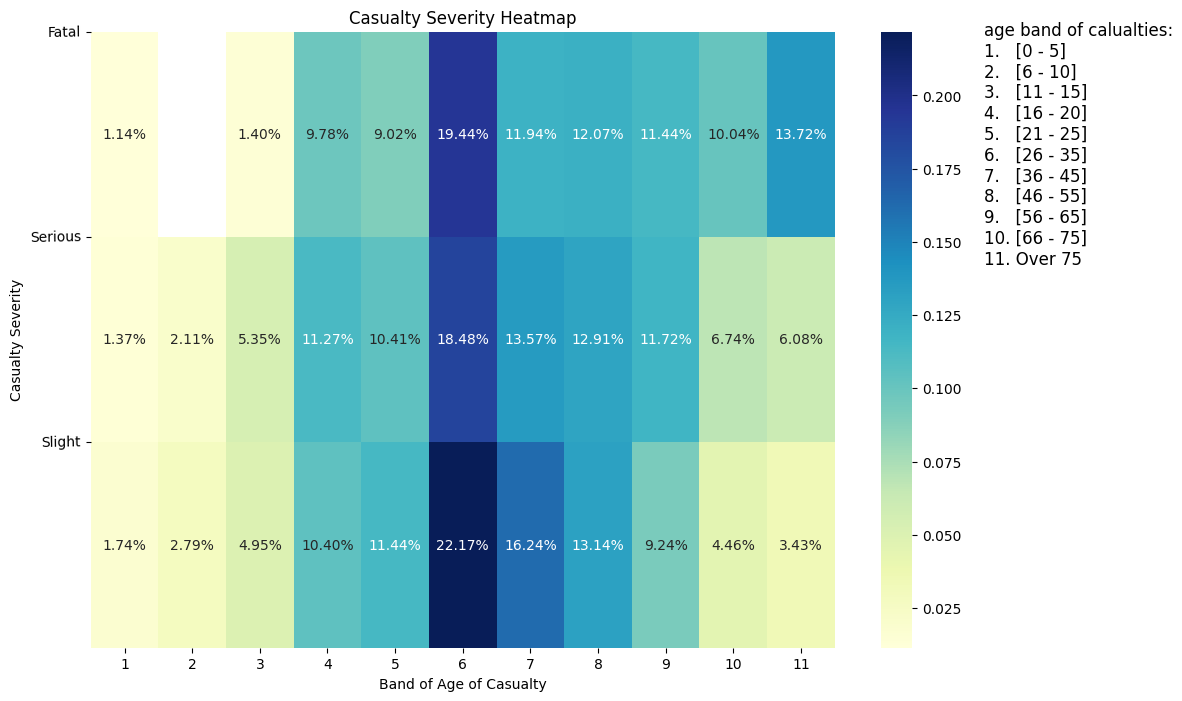 Casualty Severity Heatmap
Casualty Severity
Fatal
1.14% 1.40% 9.78% 9.02% 19.44% 11.94% 12.07% 11.44% 10.04% 13.72%
Serious
1.37% 2.11% 5.35% 11.27% 10.41% 18.48% 13.57% 12.91% 11.72% 6.74% 6.08%
Slight
1.74% 2.79% 4.95% 10.40% 11.44% 22.17% 16.24% 13.14% 9.24% 4.46% 3.43%
1 2 3 4 5 6 7 8 9 10 11
Band of Age of Casualty
0.200
0.175
0.150
0.125
0.100
0.075
0.050
0.025
age band of calualties:
1. [0 - 5]
2. [6 - 10]
3. [11 - 15]
4. [16 - 20]
5. [21 - 25]
6. [26 - 35]
7. [36 - 45]
8. [46 - 55]
9. [56 - 65]
10. [66 - 75]
11. Over 75